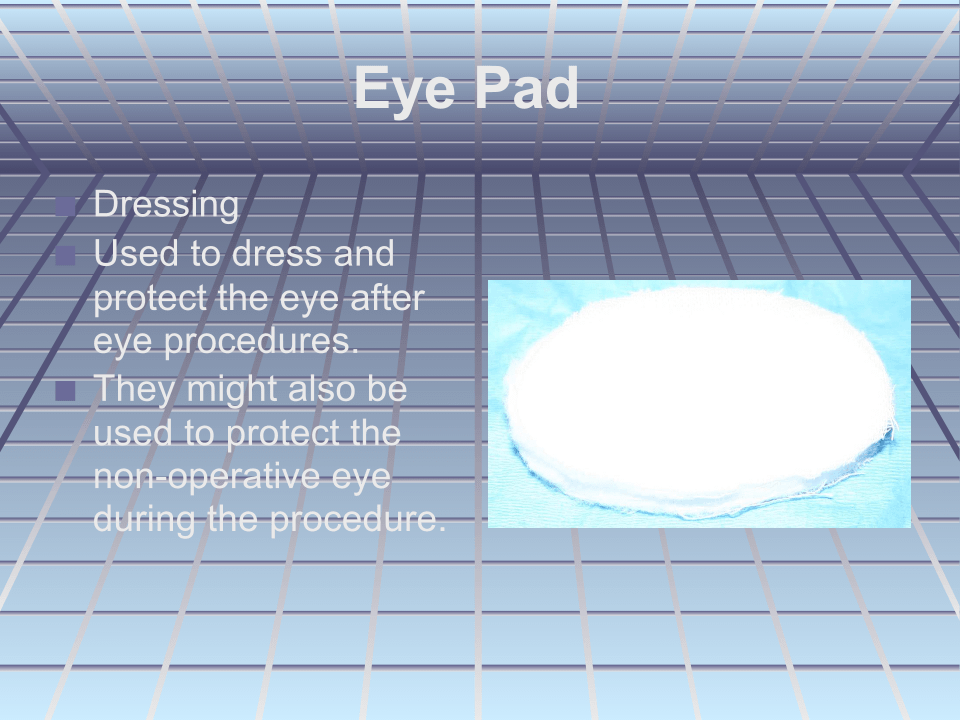 Eye Pad
Dressing
Used to dress and
protect the eye after
eye procedures.
They might also be
used to protect the
non-operative eye
during the procedure.